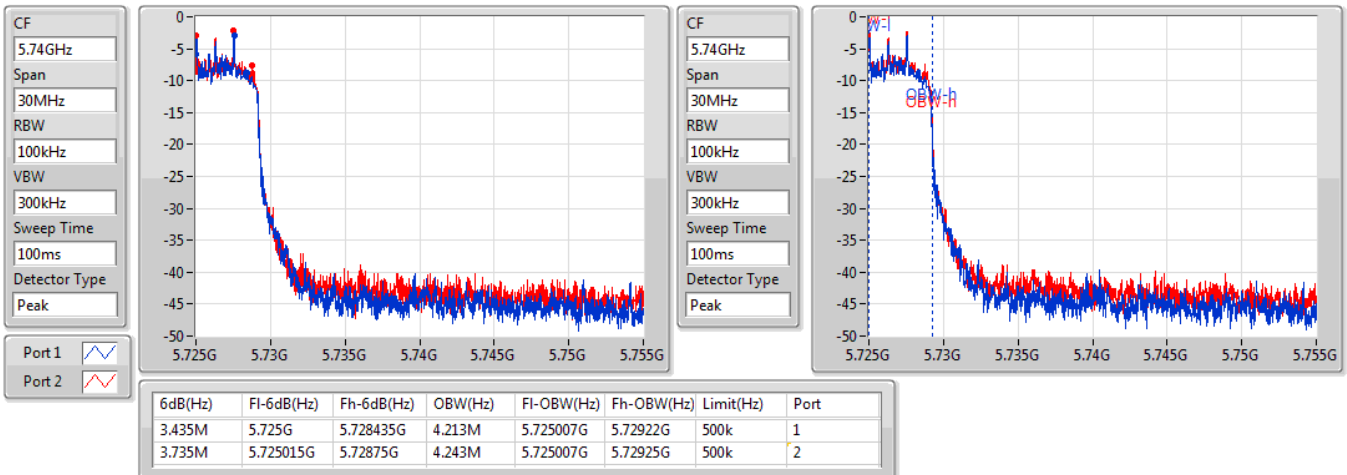 CF
5.74GHz
Span
30MHz
RBW
100kHz
VBW
300kHz
Sweep Time
100ms
Detector Type
Peak
Port 1
Port 2
0-
-5-
-10-
-15-
-20-
-25-
-30-
-35-
-40-
-45-
-50-
5.725G 5.73G 5.735G 5.74G 5.745G 5.75G 5.755G
CF
5.74GHz
Span
30MHz
RBW
100kHz
VBW
300kHz
Sweep Time
100ms
Detector Type
Peak
0-
-5-
-10-
-15-
-20-
-25-
-30-
-35-
-40-
-45-
-50-
OBW-h
OBW-h
5.725G 5.73G 5.735G 5.74G 5.745G 5.75G 5.755G
6dB(Hz) Fl-6dB(Hz) Fh-6dB(Hz) OBW(Hz) Fl-OBW(Hz) Fh-OBW(Hz) Limit(Hz) Port
3.435M 5.725G 5.728435G 4.213M 5.725007G 5.72922G 500k 1
3.735M 5.725015G 5.72875G 4.243M 5.725007G 5.72925G 500k 2